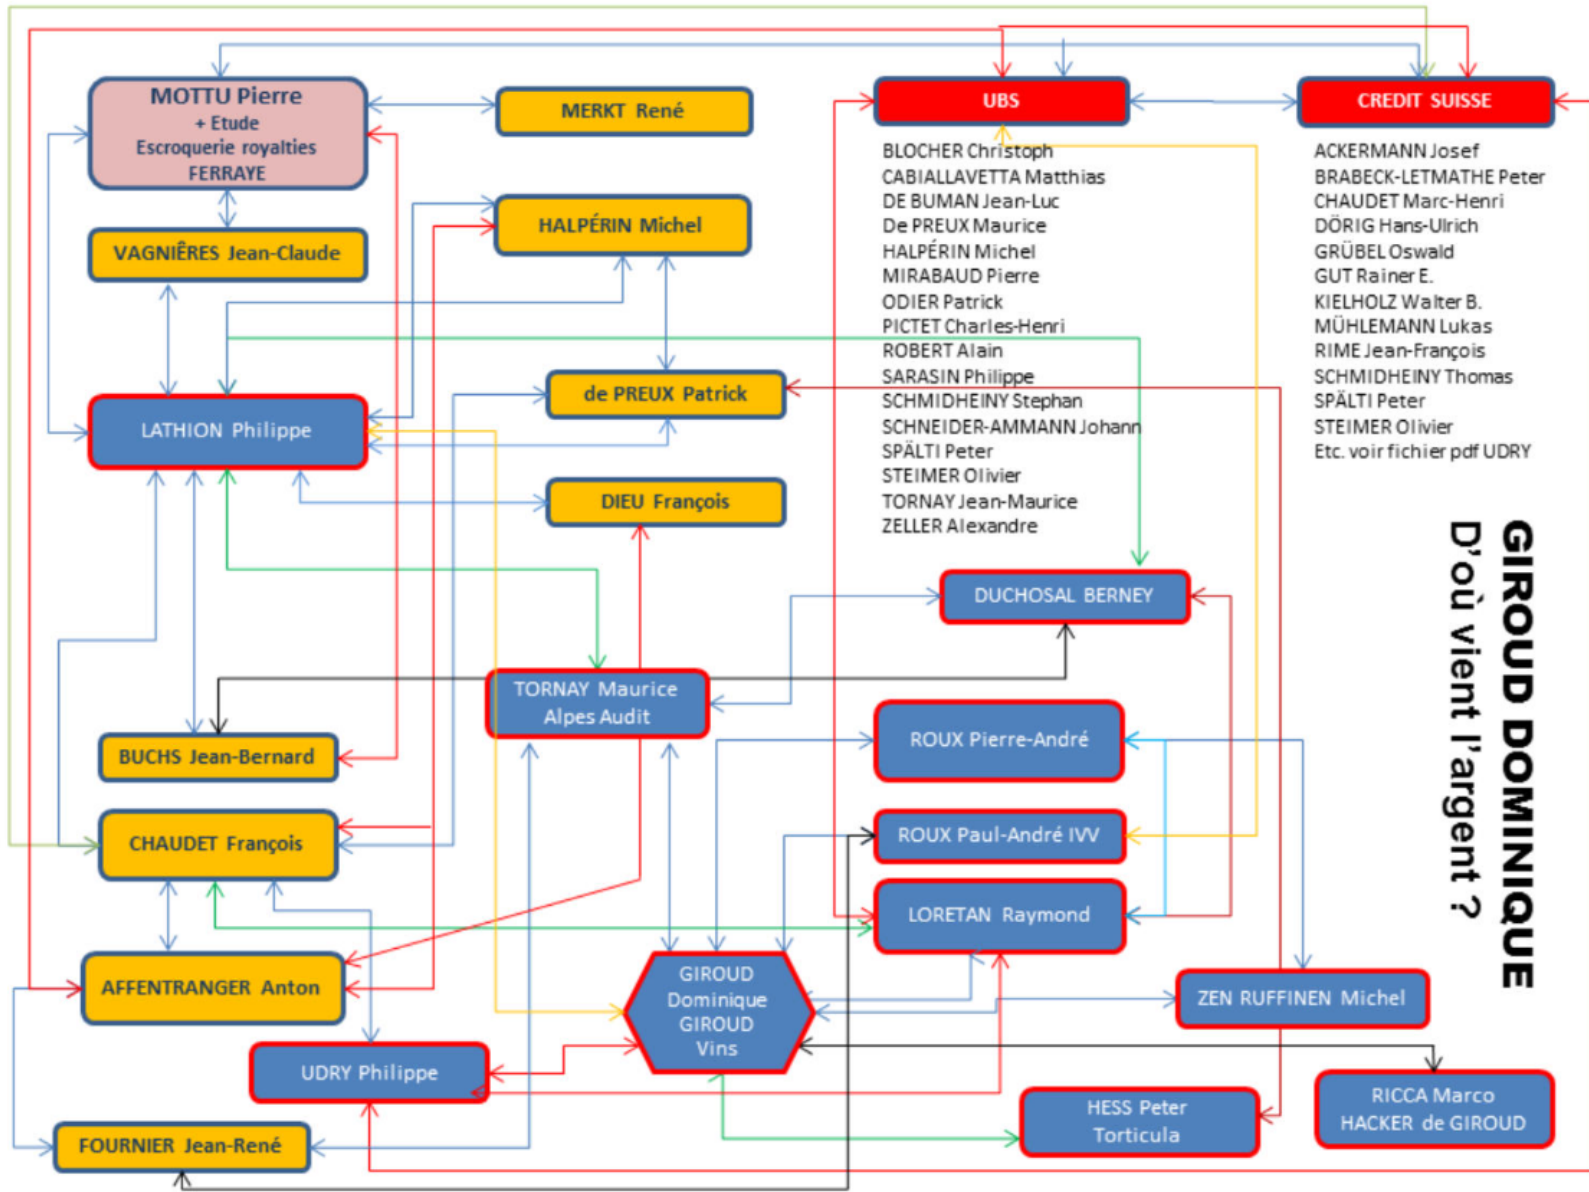 MOTTU Pierre
+ Etude
Escroquerie royalties
FERRAYE
MERKT René
UBS
CREDIT SUISSE
VAGNIÊRES Jean-Claude
HALPÉRIN Michel
BLOCHER Christoph
CABIALLAVETTA Matthias
DE BUMAN Jean-Luc
De PREUX Maurice
HALPÉRIN Michel
MIRABAUD Pierre
ODIER Patrick
PICTET Charles-Henri
ROBERT Alain
SARASIN Philippe
SCHMIDHEINY Stephan
SCHNEIDER-AMMANN Johann
SPÄLTI Peter
STEIMER Olivier
TORNAY Jean-Maurice
ZELLER Alexandre
ACKERMANN Josef
BRABECK-LETMATHE Peter
CHAUDET Marc-Henri
DÖRIG Hans-Ulrich
GRÜBEL Oswald
GUT Rainer E.
KIELHOLZ Walter B.
MÜHLEMANN Lukas
RIME Jean-François
SCHMIDHEINY Thomas
SPÄLTI Peter
STEIMER Olivier
Etc. voir fichier pdf UDRY
de PREUX Patrick
LATHION Philippe
DIEU François
GIROUD DOMINIQUE
D'où vient l'argent ?
DUCHOSAL BERNEY
TORNAY Maurice
Alpes Audit
ROUX Pierre-André
BUCHS Jean-Bernard
CHAUDET François
ROUX Paul-André IVV
LORETAN Raymond
AFFENTRANGER Anton
GIROUD
Dominique
GIROUD
Vins
ZEN RUFFINEN Michel
UDRY Philippe
HESS Peter
Torticula
RICCA Marco
HACKER de GIROUD
FOURNIER Jean-René